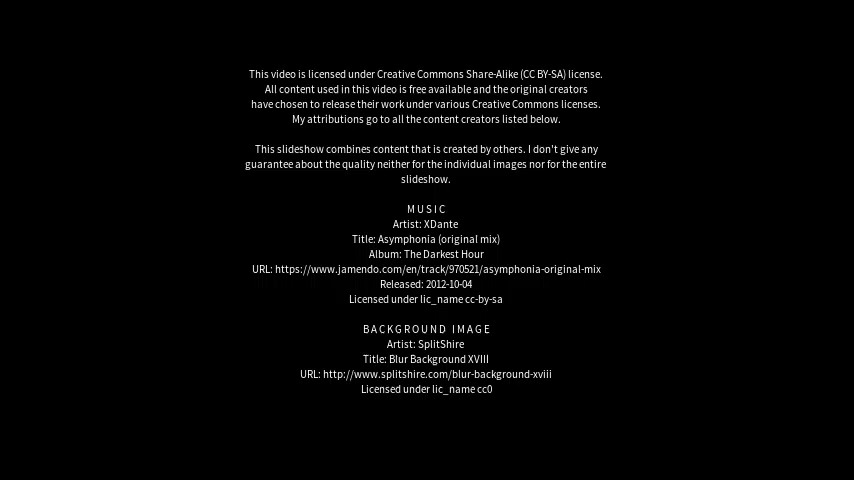 This video is licensed under Creative Commons Share-Alike (CC BY-SA) license.
All content used in this video is free available and the original creators
have chosen to release their work under various Creative Commons licenses.
My attributions go to all the content creators listed below.
This slideshow combines content that is created by others. I don't give any
guarantee about the quality neither for the individual images nor for the entire
slideshow.
MUSIC
Artist: XDante
Title: Asymphonia (original mix)
Album: The Darkest Hour
URL: https://www.jamendo.com/en/track/970521/asymphonia-original-mix
Released: 2012-10-04
Licensed under lic_name cc-by-sa
BACKGROUND IMAGE
Artist: SplitShire
Title: Blur Background XVIII
URL: http://www.splitshire.com/blur-background-xviii
Licensed under lic_name cc0